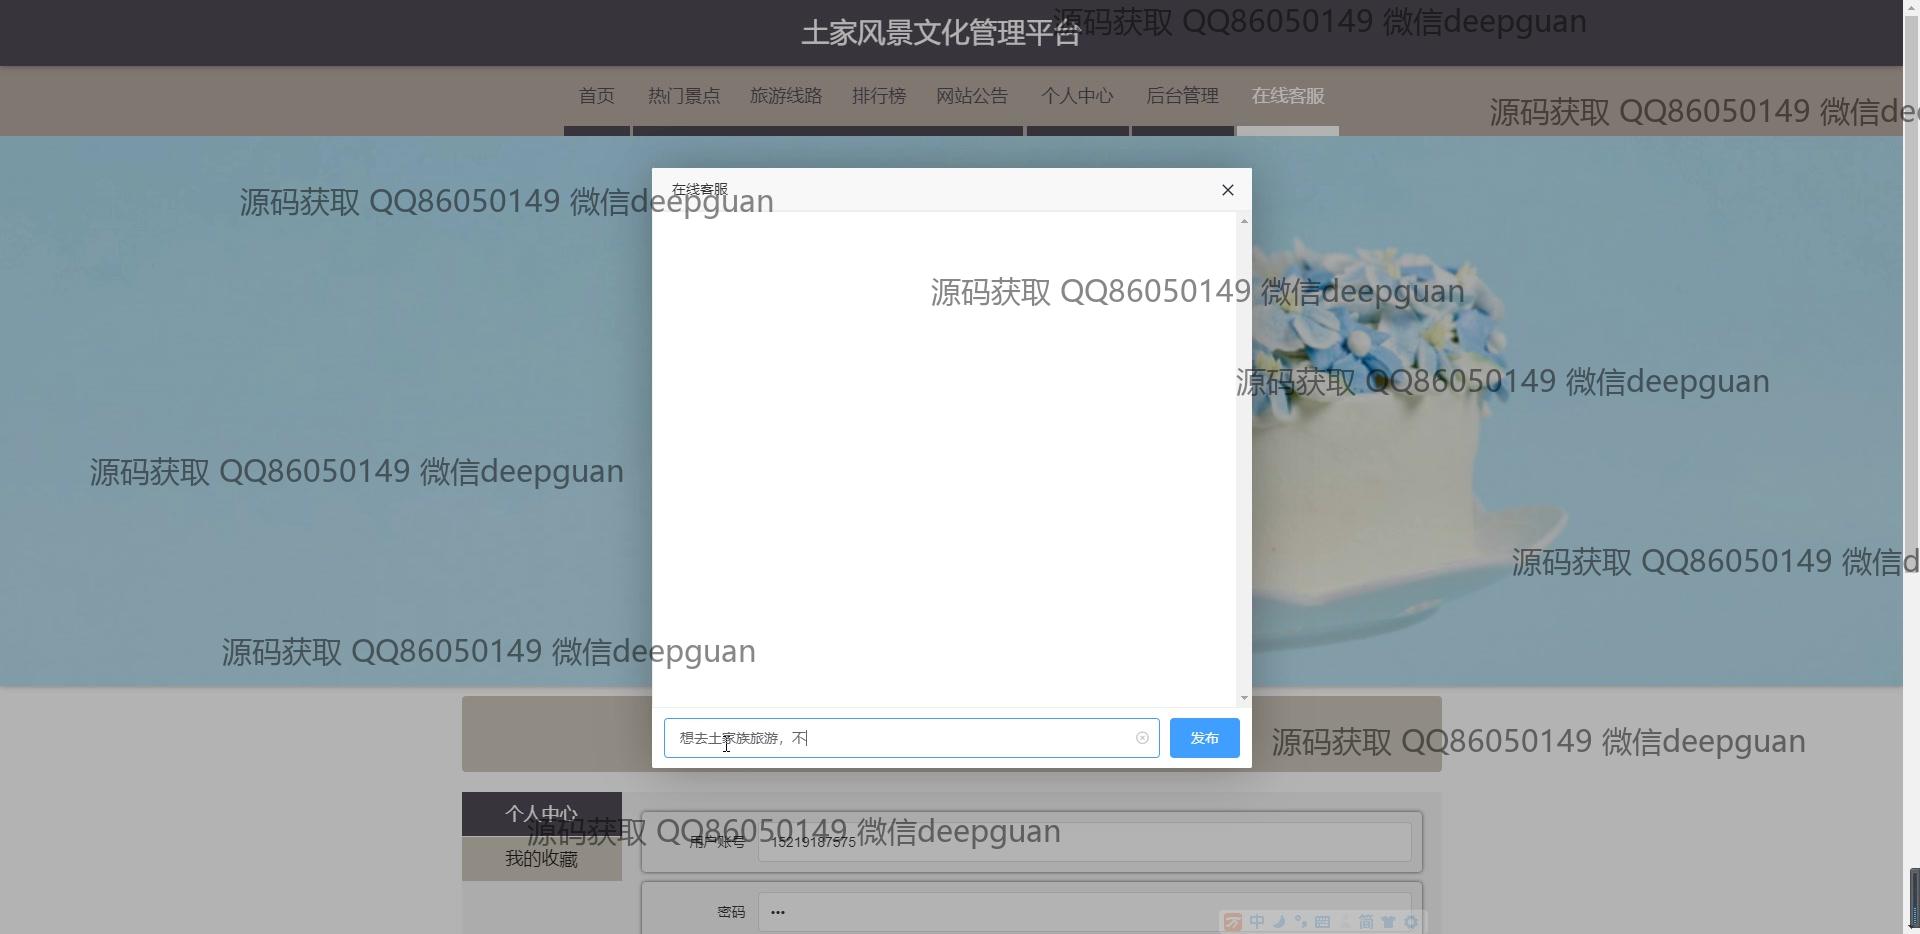 土家风景文化管理平台
源码获取 QQ86050149 微信deepguan
首页 热门景点 旅游线路 排行榜 网站公告 个人中心 后台管理 在线客服
源码获取 QQ86050149 微信de
在线客服
源码获取 QQ86050149 微信deepguan
源码获取 QQ86050149 微信deepguan
源码获取 QQ86050149 微信deepguan
源码获取 QQ86050149 微信deepguan
源码获取 QQ86050149 微信d
源码获取 QQ86050149 微信deepguan
想去土家族旅游，不 发布
源码获取 QQ86050149 微信deepguan
个人中心
源码获取 QQ86050149 微信deepguan
用户账号 15219187575
我的收藏
密码 •••
中 简